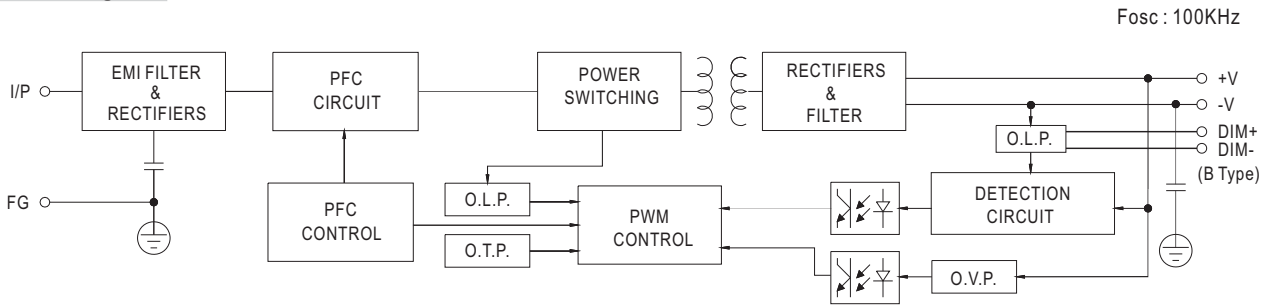 Fosc : 100KHz
I/P
EMI FILTER
&
RECTIFIERS
PFC
CIRCUIT
POWER
SWITCHING
RECTIFIERS
&
FILTER
+V
-V
DIM+
DIM-
(B Type)
O.L.P.
FG
PFC
CONTROL
O.L.P.
O.T.P.
PWM
CONTROL
DETECTION
CIRCUIT
O.V.P.